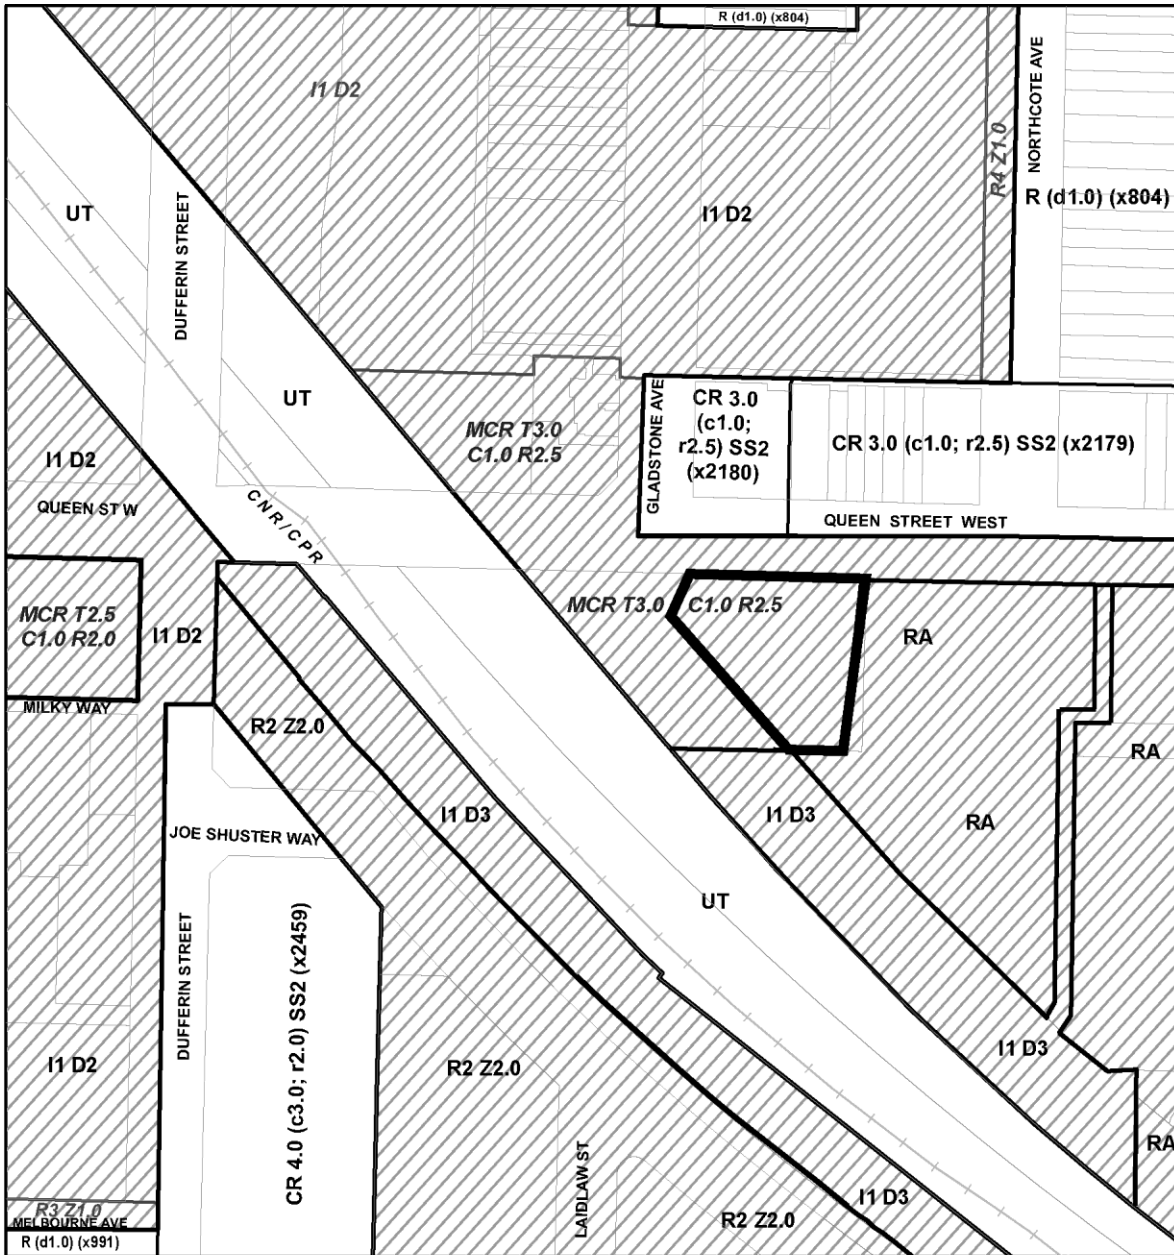 R (d1.0) (x804)
I1 D2
NORTHCOTE AVE
R4 Z1.0
R (d1.0) (x804)
UT
DUFFERIN STREET
I1 D2
UT
GLADSTONE AVE
CR 3.0
(c1.0;
r2.5) SS2
(x2180)
MCR T3.0
C1.0 R2.5
CR 3.0 (c1.0; r2.5) SS2 (x2179)
I1 D2
QUEEN ST W
CNR/CPR
QUEEN STREET WEST
MCR T2.5
C1.0 R2.0
I1 D2
MCR T3.0 C1.0 R2.5
RA
MILKY WAY
R2 Z2.0
RA
I1 D3
I1 D3
RA
JOE SHUSTER WAY
UT
DUFFERIN STREET
CR 4.0 (c3.0; r2.0) SS2 (x2459)
I1 D2
R2 Z2.0
I1 D3
RA
LAIDLAW ST
I1 D3
R3 Z1.0
MELBOURNE AVE
R2 Z2.0
R (d1.0) (x991)